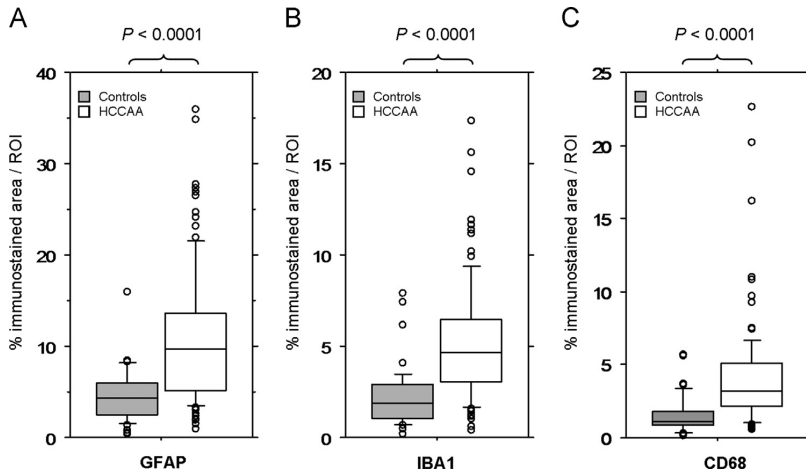 A
P < 0.0001
% immunostained area / ROI
40
30
20
10
0
Controls
HCCAA
GFAP
B
P < 0.0001
% immunostained area / ROI
20
15
10
5
0
Controls
HCCAA
IBA1
C
P < 0.0001
% immunostained area / ROI
25
20
15
10
5
0
Controls
HCCAA
CD68